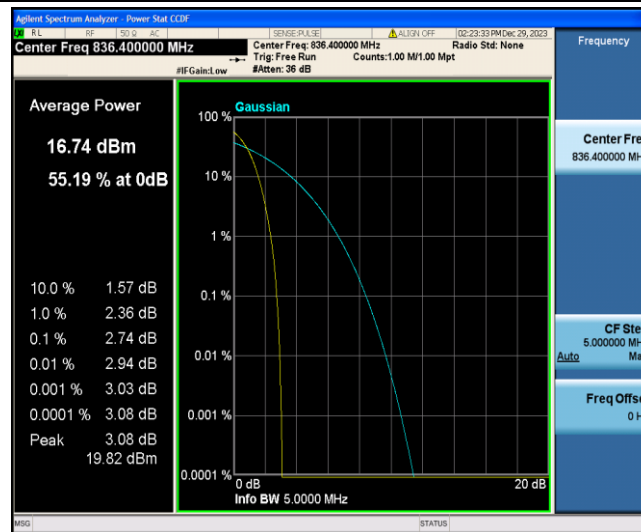 Agilent Spectrum Analyzer - Power Stat CCDF
RL RF 50 Ω AC SENSE:PULSE ALIGN OFF 02:23:33 PM Dec 29, 2023
Center Freq 836.400000 MHz
Center Freq: 836.400000 MHz Radio Std: None
Trig: Free Run Counts:1.00 M/1.00 Mpt
#IFGain:Low #Atten: 36 dB
Frequency
Average Power
16.74 dBm
55.19 % at 0dB
10.0 % 1.57 dB
1.0 % 2.36 dB
0.1 % 2.74 dB
0.01 % 2.94 dB
0.001 % 3.03 dB
0.0001 % 3.08 dB
Peak 3.08 dB
19.82 dBm
Gaussian
100 %
10 %
1 %
0.1 %
0.01 %
0.001 %
0.0001 %
0 dB 20 dB
Info BW 5.0000 MHz
Center Fre
836.400000 MH
CF Ste
5.000000 MH
Auto Ma
Freq Offs
0 H
MSG STATUS